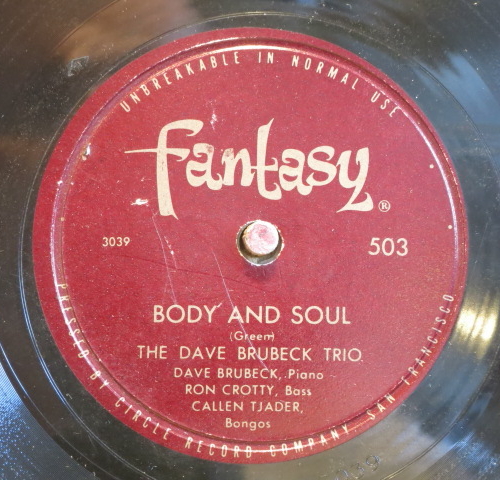 UNBREAKABLE IN NORMAL USE
fantasy ®
3039
503
BODY AND SOUL
(Green)
THE DAVE BRUBECK TRIO
DAVE BRUBECK, Piano
RON CROTTY, Bass
CALLEN TJADER,
Bongos
PRESSED BY CIRCLE RECORD COMPANY, SAN FRANCISCO